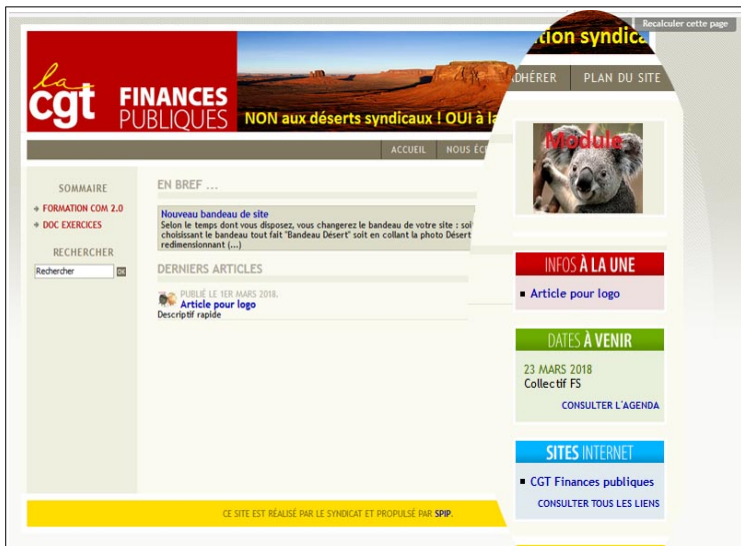 Recalculer cette page
tion syndica
la
cgt FINANCES
PUBLIQUES
NON aux déserts syndicaux ! OUI à la
DHÉRER PLAN DU SITE
ACCUEIL NOUS ÉC
Module
SOMMAIRE
FORMATION COM 2.0
DOC EXERCICES
RECHERCHER
Rechercher OK
EN BREF ...
Nouveau bandeau de site
Selon le temps dont vous disposez, vous changerez le bandeau de votre site : soi
choisissant le bandeau tout fait "Bandeau Désert" soit en collant la photo Désert
redimensionnant (...)
DERNIERS ARTICLES
PUBLIÉ LE 1ER MARS 2018.
Article pour logo
Descriptif rapide
INFOS À LA UNE
Article pour logo
DATES À VENIR
23 MARS 2018
Collectif FS
CONSULTER L'AGENDA
SITES INTERNET
CGT Finances publiques
CONSULTER TOUS LES LIENS
CE SITE EST RÉALISÉ PAR LE SYNDICAT ET PROPULSÉ PAR SPIP.